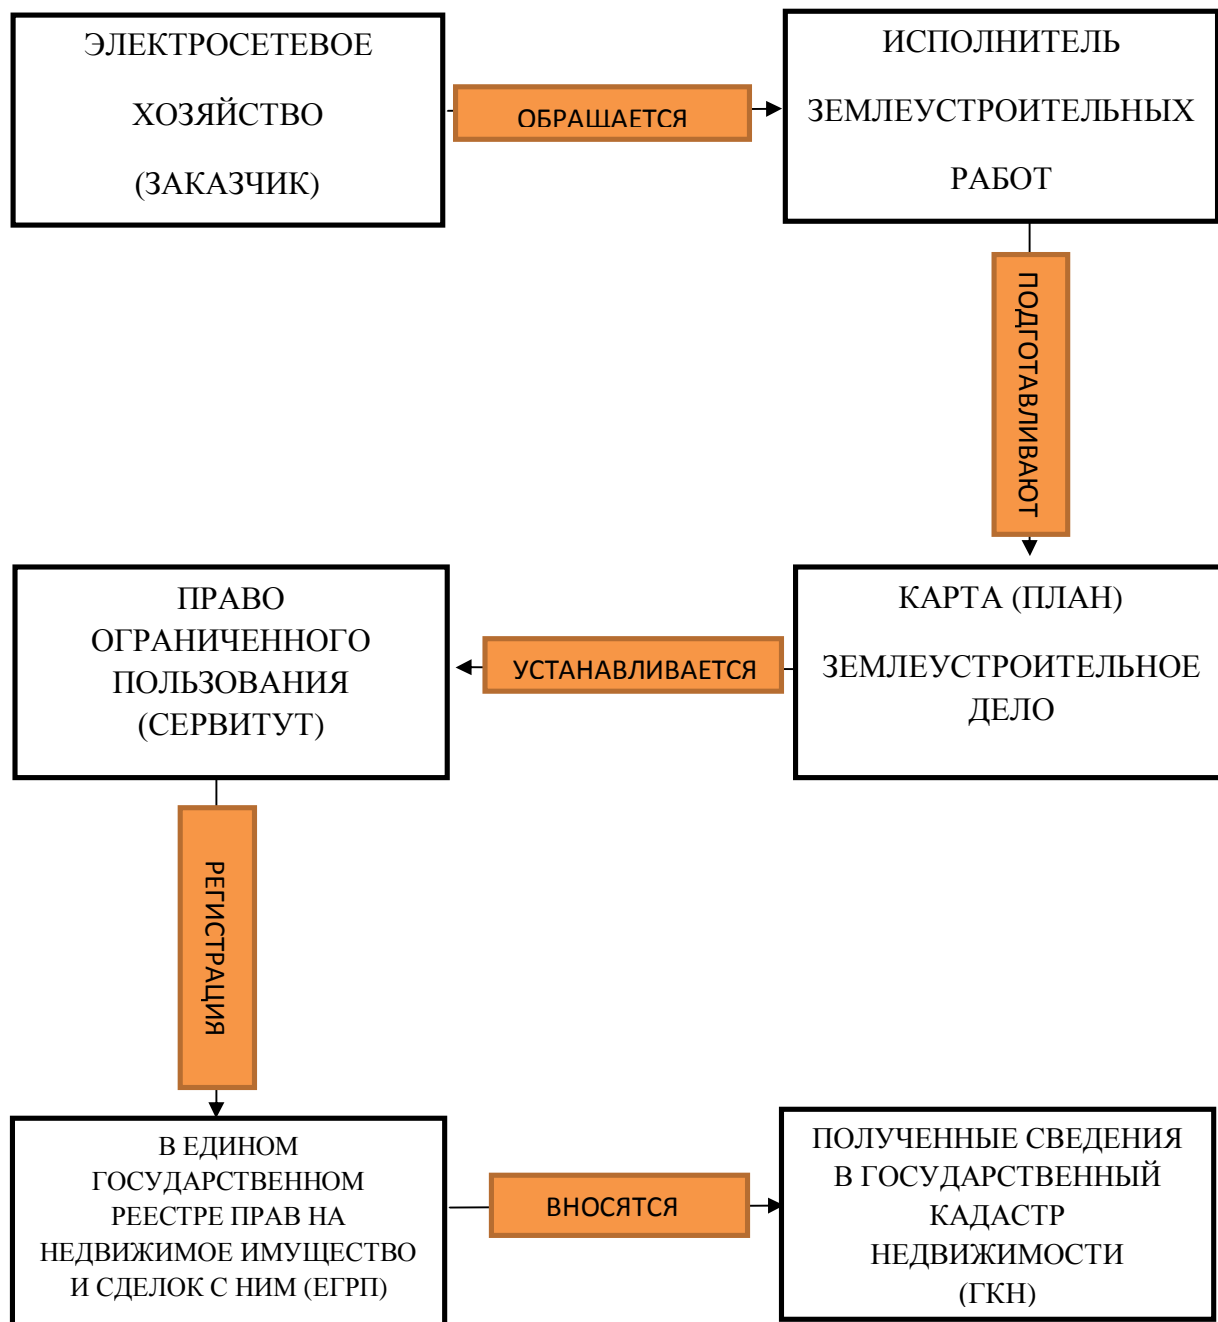 ЭЛЕКТРОСЕТЕВОЕ
ХОЗЯЙСТВО
(ЗАКАЗЧИК)
ОБРАЩАЕТСЯ
ИСПОЛНИТЕЛЬ
ЗЕМЛЕУСТРОИТЕЛЬНЫХ
РАБОТ
ПОДГОТАВЛИВАЮТ
КАРТА (ПЛАН)
ЗЕМЛЕУСТРОИТЕЛЬНОЕ
ДЕЛО
УСТАНАВЛИВАЕТСЯ
ПРАВО
ОГРАНИЧЕННОГО
ПОЛЬЗОВАНИЯ
(СЕРВИТУТ)
РЕГИСТРАЦИЯ
В ЕДИНОМ
ГОСУДАРСТВЕННОМ
РЕЕСТРЕ ПРАВ НА
НЕДВИЖИМОЕ ИМУЩЕСТВО
И СДЕЛОК С НИМ (ЕГРП)
ВНОСЯТСЯ
ПОЛУЧЕННЫЕ СВЕДЕНИЯ
В ГОСУДАРСТВЕННЫЙ
КАДАСТР
НЕДВИЖИМОСТИ
(ГКН)